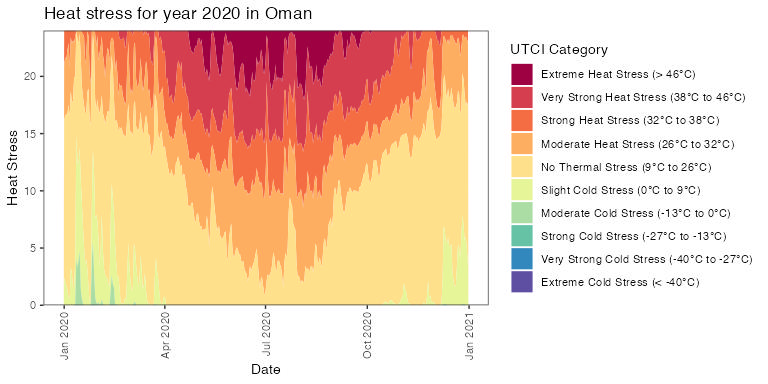 Heat stress for year 2020 in Oman
UTCI Category
Extreme Heat Stress (> 46°C)
Very Strong Heat Stress (38°C to 46°C)
Strong Heat Stress (32°C to 38°C)
Moderate Heat Stress (26°C to 32°C)
No Thermal Stress (9°C to 26°C)
Slight Cold Stress (0°C to 9°C)
Moderate Cold Stress (-13°C to 0°C)
Strong Cold Stress (-27°C to -13°C)
Very Strong Cold Stress (-40°C to -27°C)
Extreme Cold Stress (< -40°C)
Heat Stress
20
15
10
5
0
Jan 2020
Apr 2020
Jul 2020
Oct 2020
Jan 2021
Date